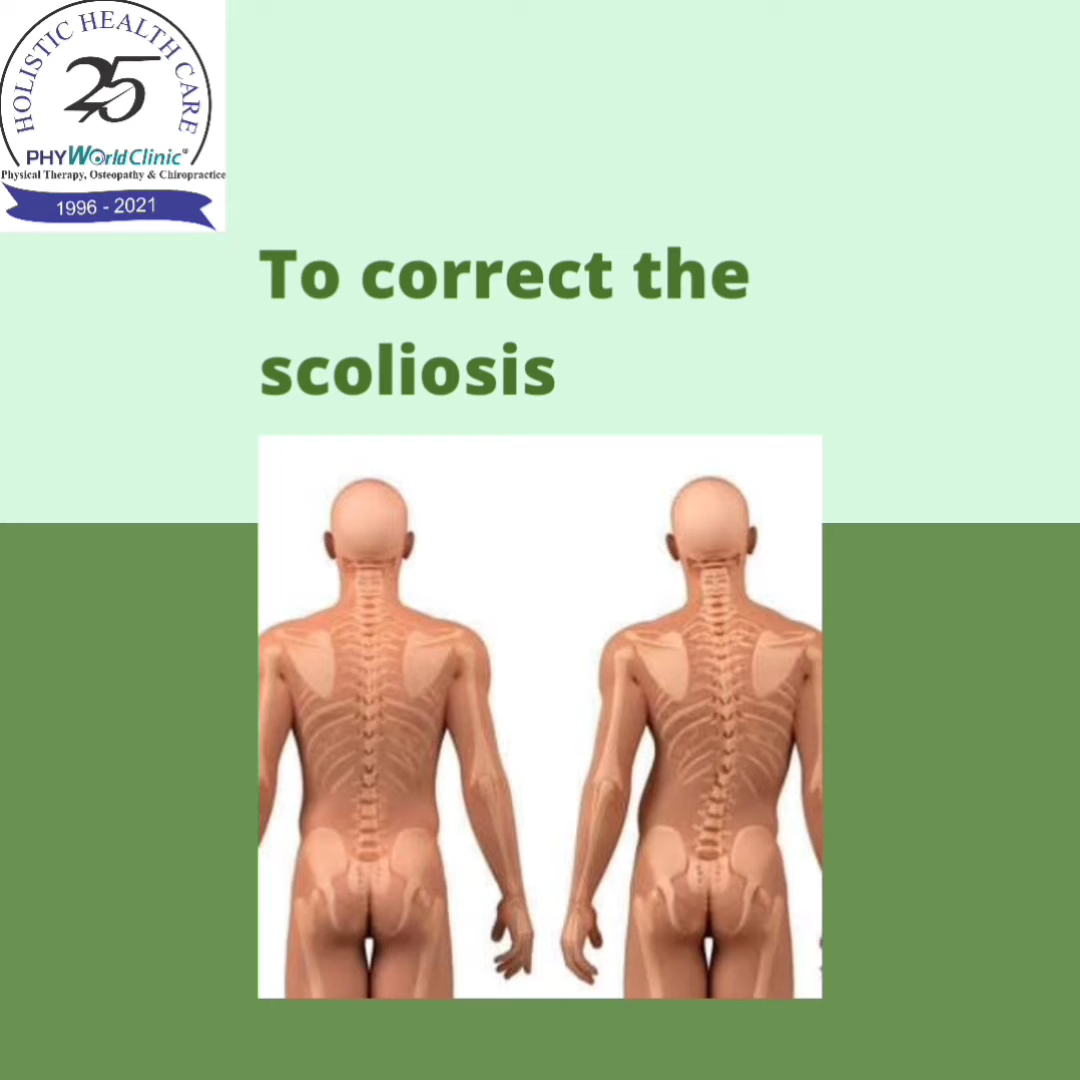 HOLISTIC HEALTH CARE
25
PHYWorldClinic
Physical Therapy, Osteopathy & Chiropractice
1996 - 2021
To correct the
scoliosis